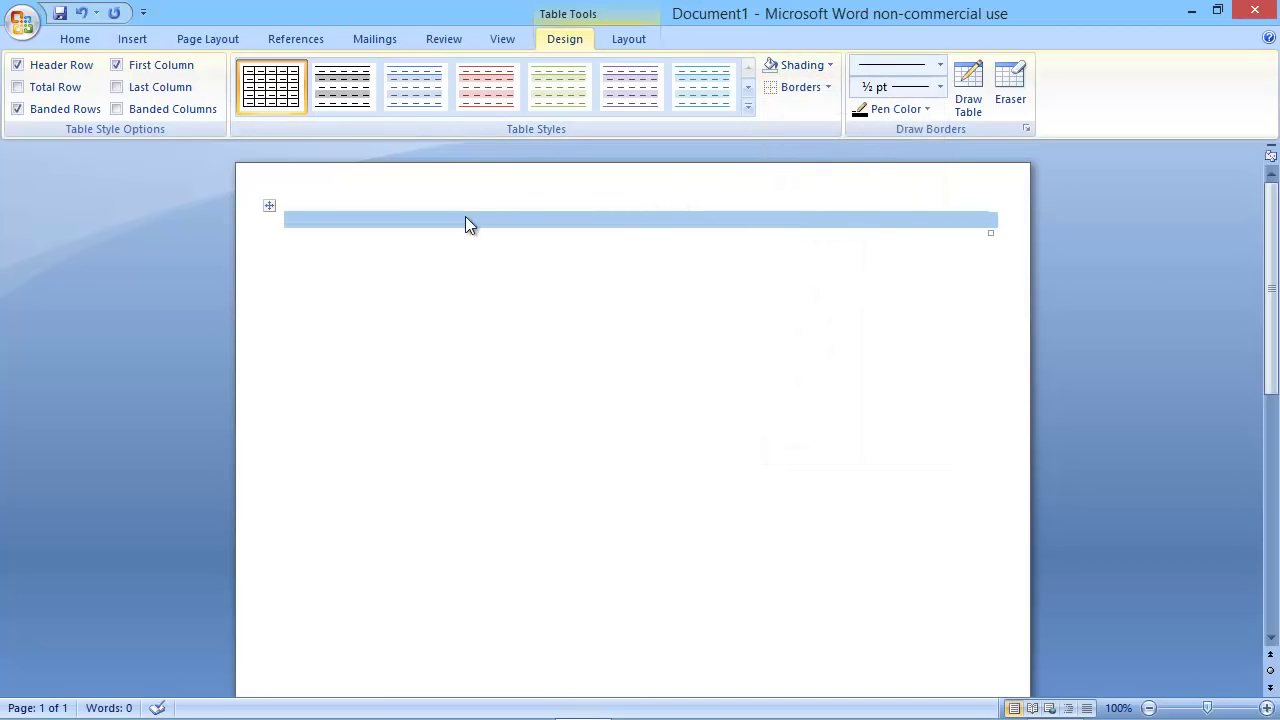 Table Tools
Document1 - Microsoft Word non-commercial use
Home Insert Page Layout References Mailings Review View Design Layout
Header Row First Column
Total Row Last Column
Banded Rows Banded Columns
Table Style Options
Table Styles
Shading
Borders
½ pt
Pen Color
Draw Table
Eraser
Draw Borders
Page: 1 of 1 Words: 0
100%